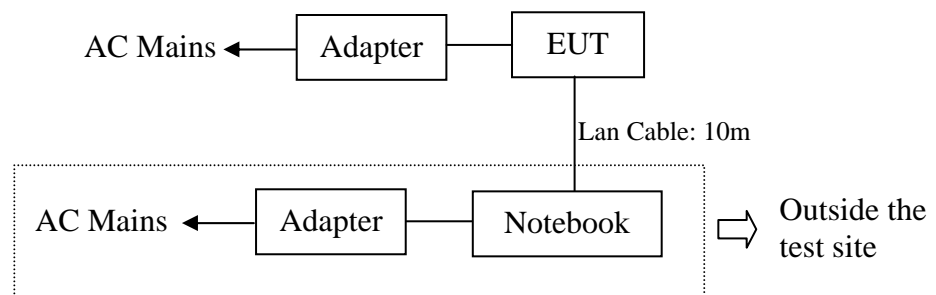 AC Mains
Adapter
EUT
Lan Cable: 10m
AC Mains
Adapter
Notebook
Outside the
test site